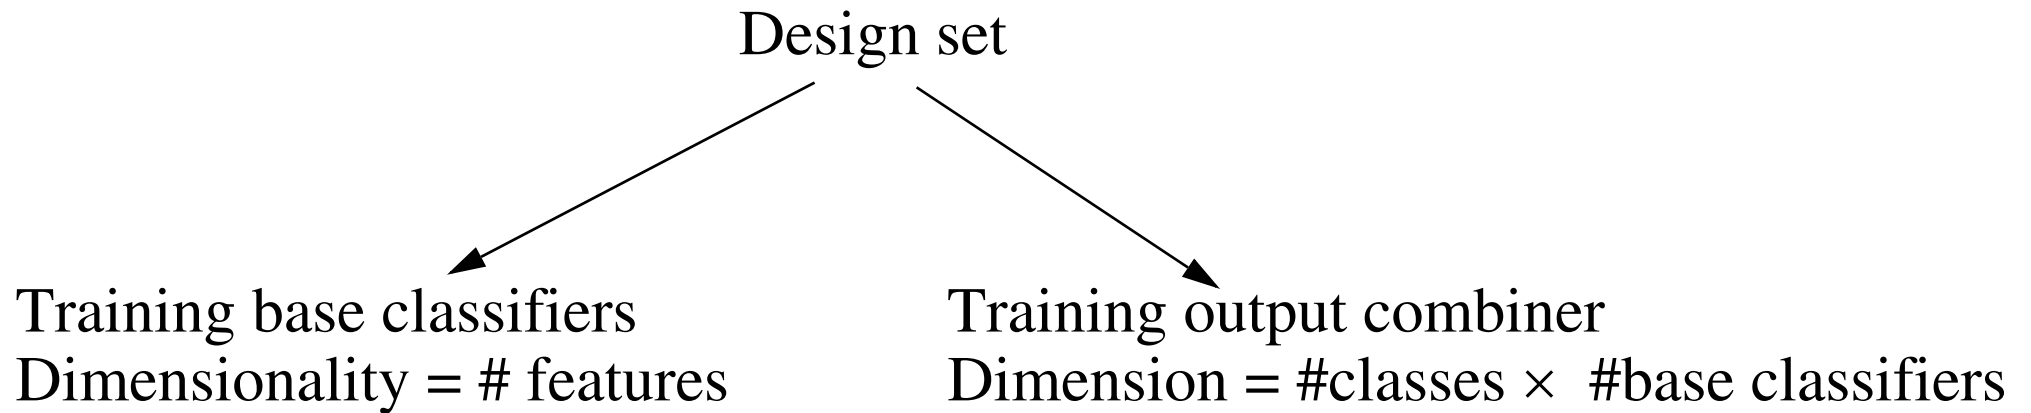 Design set
Training base classifiers
Dimensionality = # features
Training output combiner
Dimension = #classes × #base classifiers